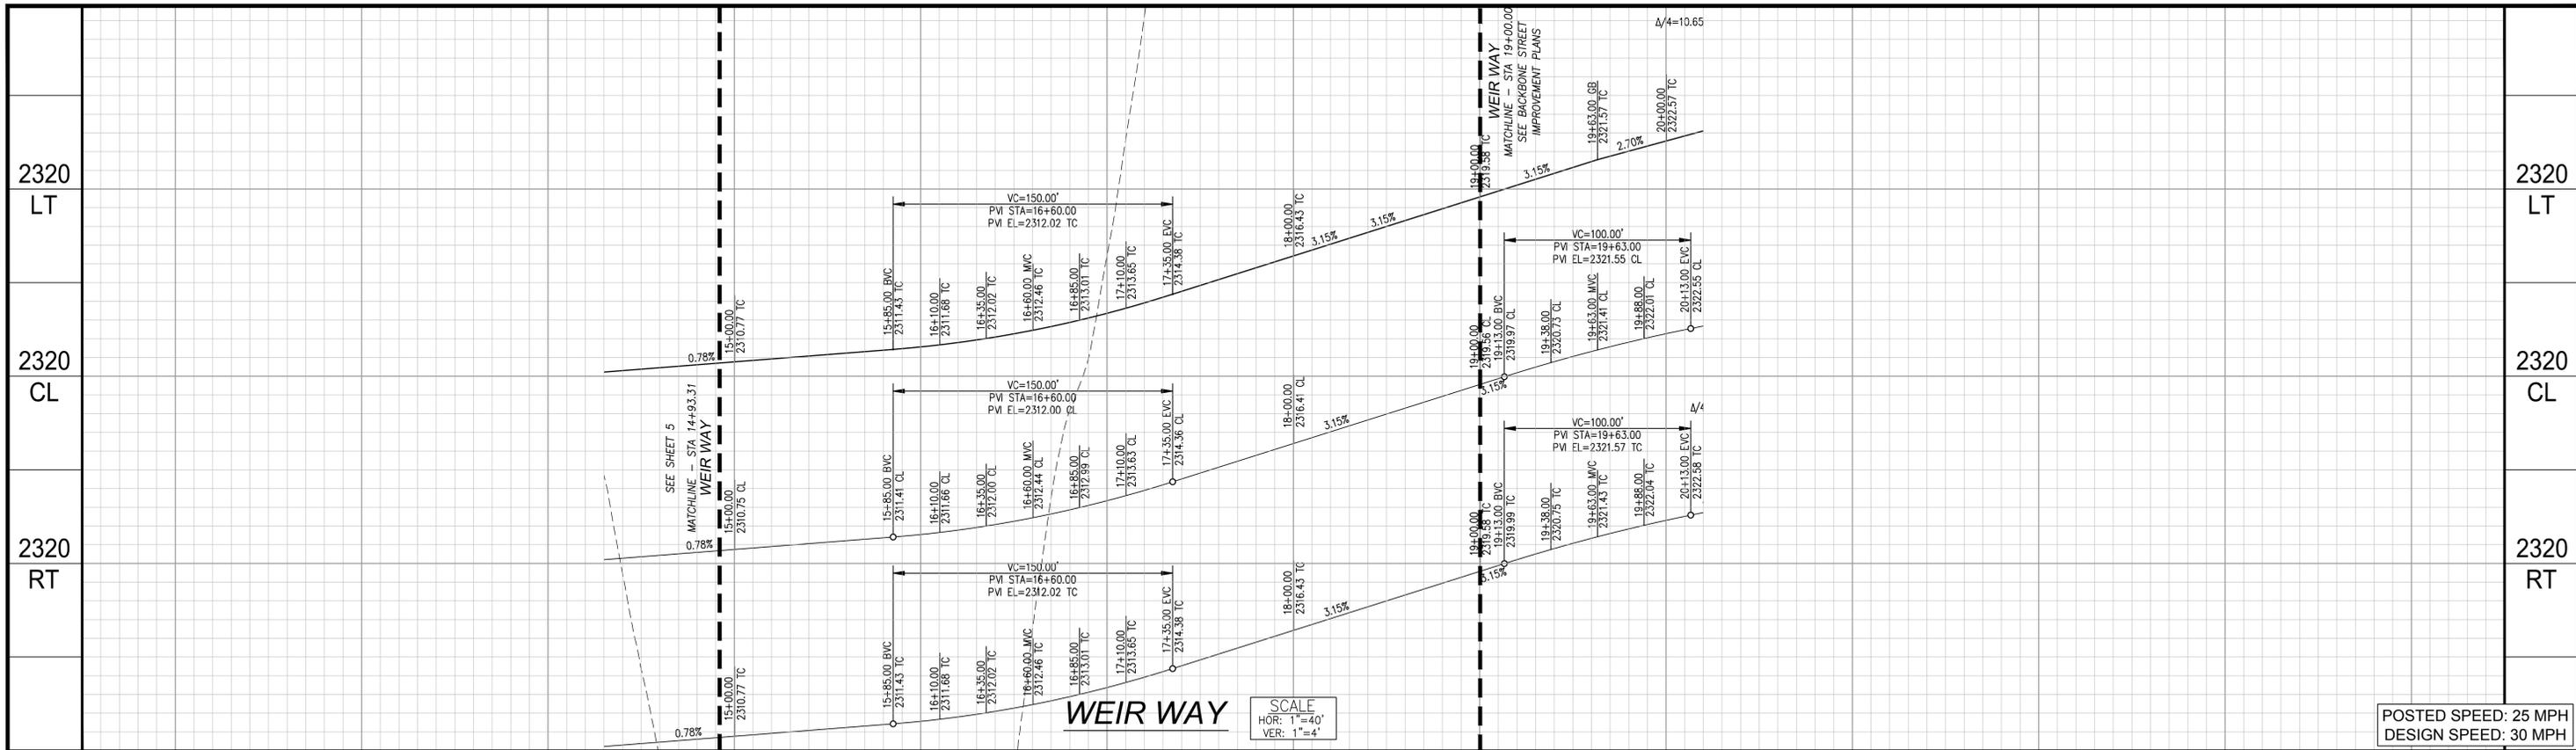 2320
LT
2320
CL
2320
RT
SEE SHEET 5
MATCHLINE - STA 14+93.31
WEIR WAY
0.78%
15+00.00
2310.77 TC
15+85.00 BVC
2311.43 TC
VC=150.00'
PVI STA=16+60.00
PVI EL=2312.02 TC
16+10.00
2311.68 TC
16+35.00
2312.02 TC
16+60.00 MVC
2312.46 TC
16+85.00
2313.01 TC
17+10.00
2313.65 TC
17+35.00 EVC
2314.38 TC
18+00.00
2316.43 TC
3.15%
3.15%
19+00.00
2319.58 TC
WEIR WAY
MATCHLINE - STA 19+00.00
SEE BACKBONE STREET
IMPROVEMENT PLANS
3.15%
19+63.00 GB
2321.57 TC
2.70%
20+00.00
2322.57 TC
Δ/4=10.65
0.78%
15+00.00
2310.75 CL
15+85.00 BVC
2311.41 CL
VC=150.00'
PVI STA=16+60.00
PVI EL=2312.00 CL
16+10.00
2311.66 CL
16+35.00
2312.00 CL
16+60.00 MVC
2312.44 CL
16+85.00
2312.99 CL
17+10.00
2313.63 CL
17+35.00 EVC
2314.36 CL
18+00.00
2316.41 CL
3.15%
19+00.00
2319.56 CL
3.15%
19+13.00 BVC
2319.97 CL
VC=100.00'
PVI STA=19+63.00
PVI EL=2321.55 CL
19+38.00
2320.73 CL
19+63.00 MVC
2321.41 CL
19+88.00
2322.01 CL
20+13.00 EVC
2322.55 CL
0.78%
15+00.00
2310.77 TC
15+85.00 BVC
2311.43 TC
VC=150.00'
PVI STA=16+60.00
PVI EL=2312.02 TC
16+10.00
2311.68 TC
16+35.00
2312.02 TC
16+60.00 MVC
2312.46 TC
16+85.00
2313.01 TC
17+10.00
2313.65 TC
17+35.00 EVC
2314.38 TC
18+00.00
2316.43 TC
3.15%
19+00.00
2319.58 TC
3.15%
19+13.00 BVC
2319.99 TC
VC=100.00'
PVI STA=19+63.00
PVI EL=2321.57 TC
19+38.00
2320.75 TC
19+63.00 MVC
2321.43 TC
19+88.00
2322.04 TC
20+13.00 EVC
2322.58 TC
Δ/4
WEIR WAY
SCALE
HOR: 1"=40'
VER: 1"=4'
2320
LT
2320
CL
2320
RT
POSTED SPEED: 25 MPH
DESIGN SPEED: 30 MPH